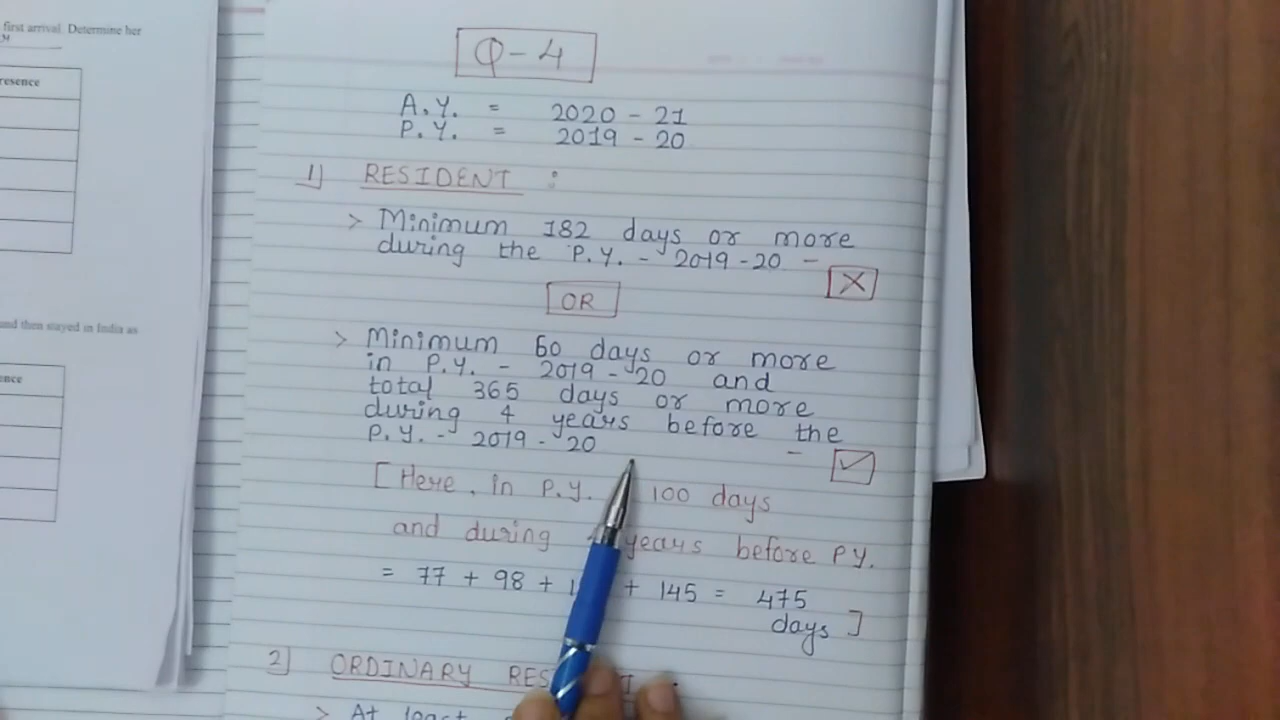 first arrival. Determine her
resence
and then stayed in India as
ence
Q-4
A.Y. = 2020 - 21
P.Y. = 2019 - 20
1) RESIDENT :
> Minimum 182 days or more
during the P.Y. - 2019-20 -
X
OR
> Minimum 60 days or more
in P.Y. - 2019-20 and
total 365 days or more
during 4 years before the
P.Y. - 2019-20 -
✓
[ Here, in P.Y. 100 days
and during years before PY.
= 77 + 98 + + 145 = 475
days ]
2) ORDINARY
> At least